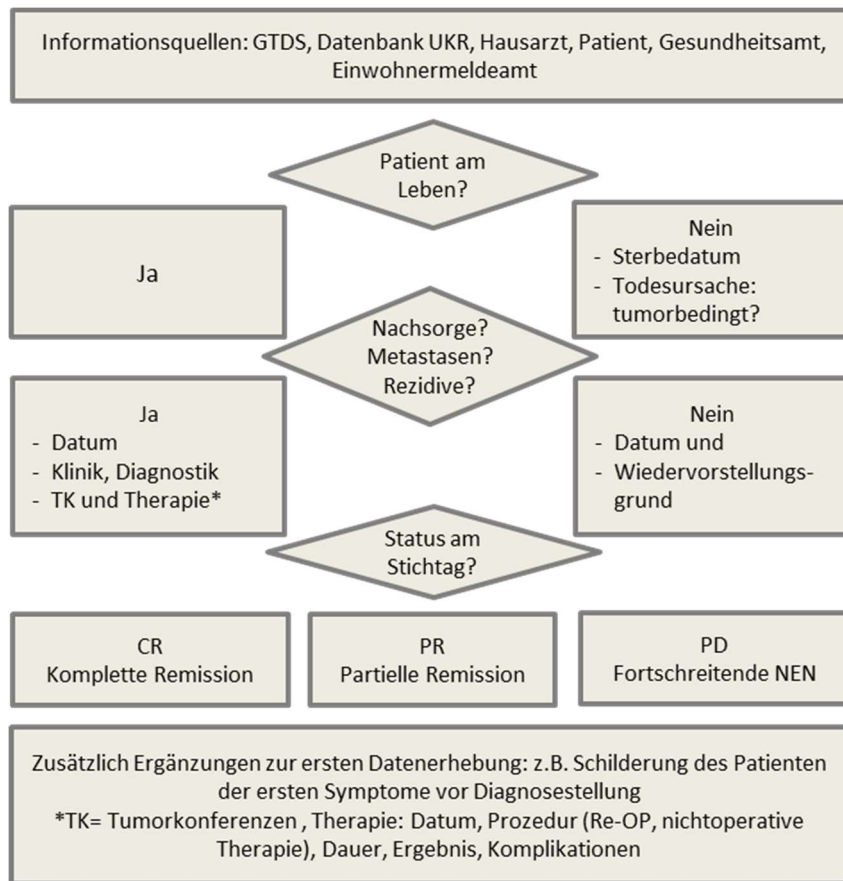 Informationsquellen: GTDS, Datenbank UKR, Hausarzt, Patient, Gesundheitsamt,
Einwohnermeldeamt
Patient am
Leben?
Ja
Nein
- Sterbedatum
- Todesursache:
tumorbedingt?
Nachsorge?
Metastasen?
Rezidive?
Ja
- Datum
- Klinik, Diagnostik
- TK und Therapie*
Nein
- Datum und
- Wiedervorstellungs-
grund
Status am
Stichtag?
CR
Komplette Remission
PR
Partielle Remission
PD
Fortschreitende NEN
Zusätzlich Ergänzungen zur ersten Datenerhebung: z.B. Schilderung des Patienten
der ersten Symptome vor Diagnosestellung
*TK= Tumorkonferenzen , Therapie: Datum, Prozedur (Re-OP, nichtoperative
Therapie), Dauer, Ergebnis, Komplikationen